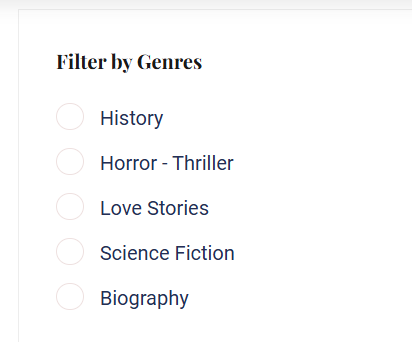 Filter by Genres
History
Horror - Thriller
Love Stories
Science Fiction
Biography